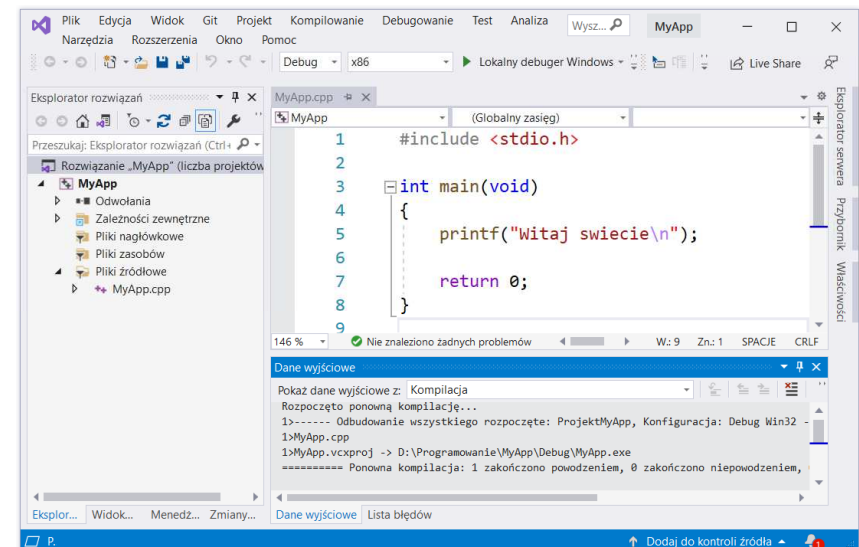 Plik Edycja Widok Git Projekt Kompilowanie Debugowanie Test Analiza Wysz... MyApp
Narzędzia Rozszerzenia Okno Pomoc
Debug x86 Lokalny debuger Windows Live Share
Eksplorator rozwiązań
Przeszukaj: Eksplorator rozwiązań (Ctrl+
Rozwiązanie „MyApp” (liczba projektów
MyApp
Odwołania
Zależności zewnętrzne
Pliki nagłówkowe
Pliki zasobów
Pliki źródłowe
MyApp.cpp
Eksplor... Widok... Menedż... Zmiany...
MyApp.cpp
MyApp (Globalny zasięg)
1 #include <stdio.h>
2
3 int main(void)
4 {
5 printf("Witaj swiecie\n");
6
7 return 0;
8 }
9
146 % Nie znaleziono żadnych problemów W.: 9 Zn.: 1 SPACJE CRLF
Dane wyjściowe
Pokaż dane wyjściowe z: Kompilacja
Rozpoczęto ponowną kompilację...
1>------ Odbudowanie wszystkiego rozpoczęte: ProjektMyApp, Konfiguracja: Debug Win32 -
1>MyApp.cpp
1>MyApp.vcxproj -> D:\Programowanie\MyApp\Debug\MyApp.exe
========== Ponowna kompilacja: 1 zakończono powodzeniem, 0 zakończono niepowodzeniem,
Dane wyjściowe Lista błędów
Eksplorator serwera
Przybornik
Właściwości
P. Dodaj do kontroli źródła 1